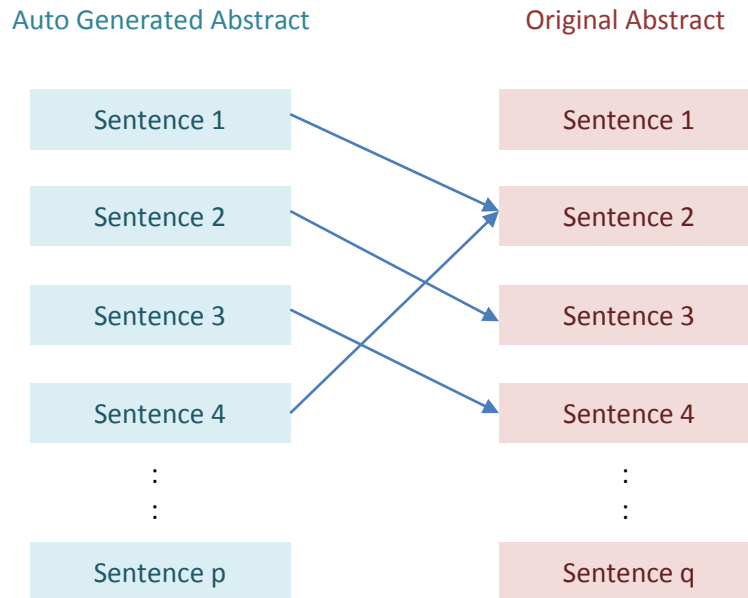 Auto Generated Abstract
Original Abstract
Sentence 1
Sentence 1
Sentence 2
Sentence 2
Sentence 3
Sentence 3
Sentence 4
Sentence 4
:
:
:
:
Sentence p
Sentence q